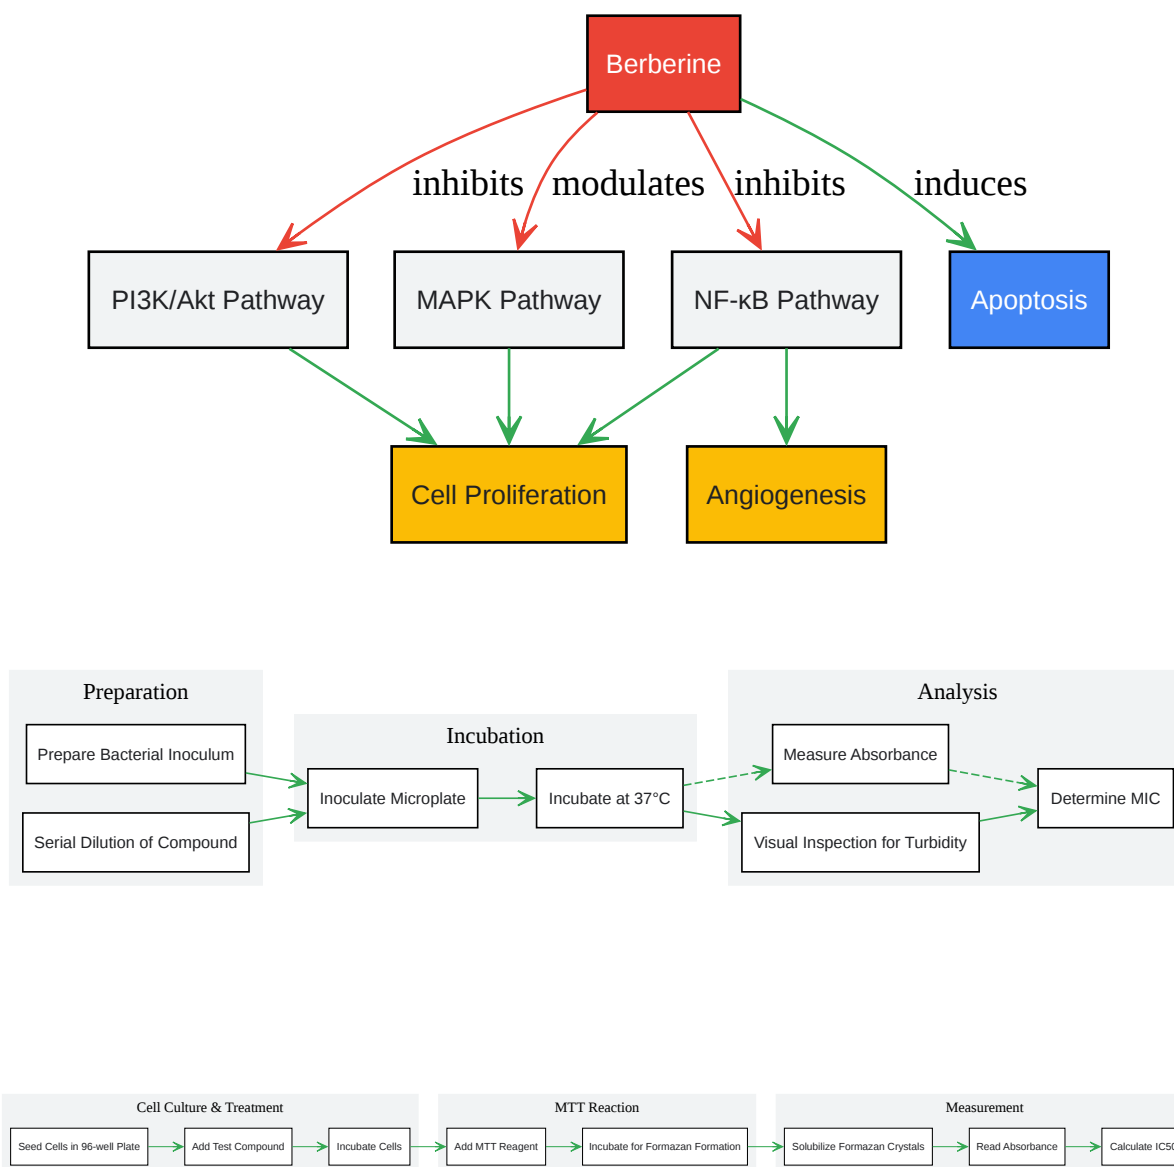 Berberine
inhibits
modulates
inhibits
induces
PI3K/Akt Pathway
MAPK Pathway
NF-κB Pathway
Apoptosis
Cell Proliferation
Angiogenesis
Preparation
Prepare Bacterial Inoculum
Serial Dilution of Compound
Incubation
Inoculate Microplate
Incubate at 37°C
Analysis
Measure Absorbance
Visual Inspection for Turbidity
Determine MIC
Cell Culture & Treatment
Seed Cells in 96-well Plate
Add Test Compound
Incubate Cells
MTT Reaction
Add MTT Reagent
Incubate for Formazan Formation
Measurement
Solubilize Formazan Crystals
Read Absorbance
Calculate IC50